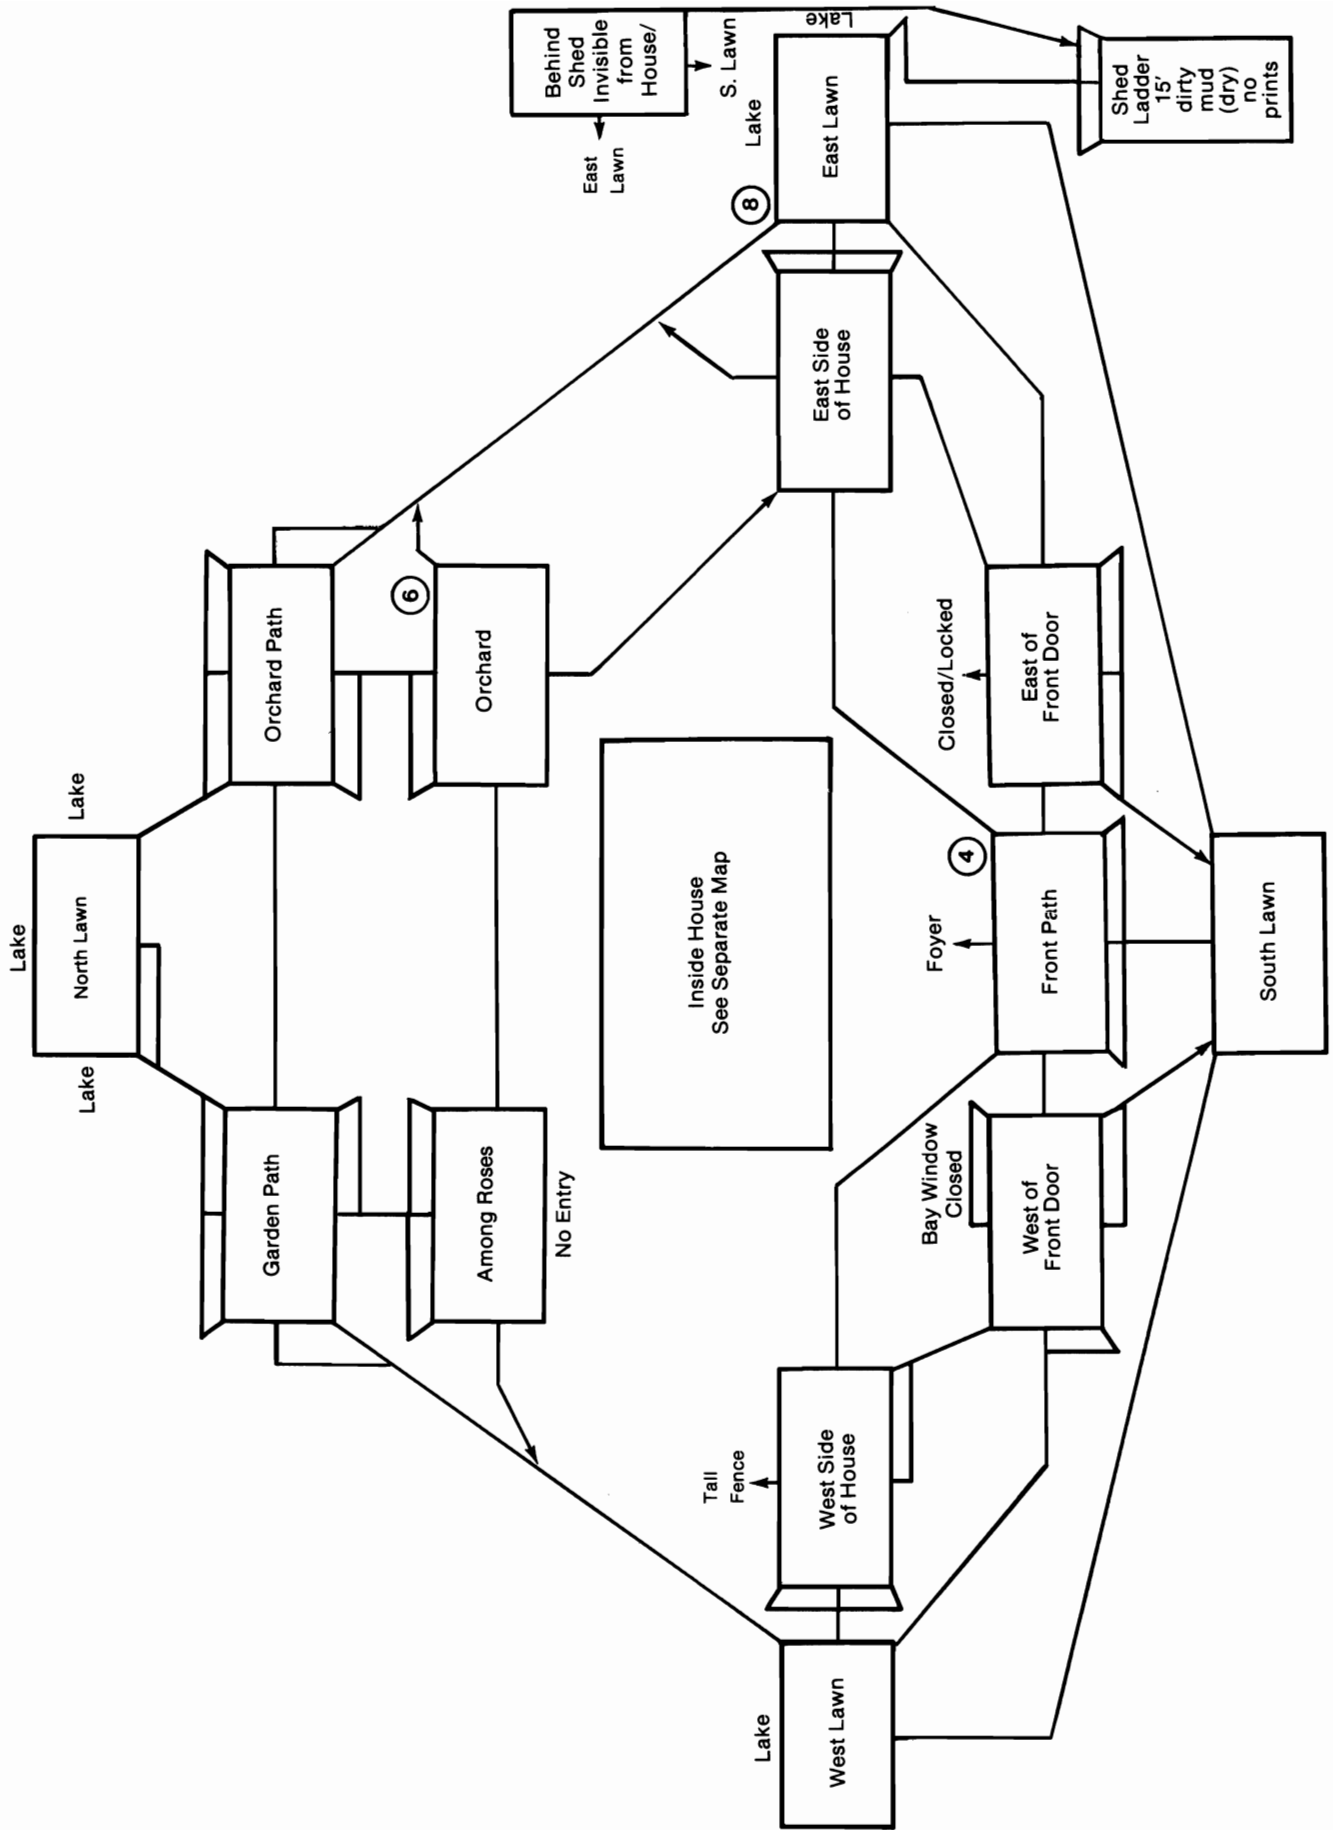 Lake
Lake
North Lawn
Lake
Garden Path
Orchard Path
6
Among Roses
Orchard
No Entry
Behind
Shed
Invisible
from
House/
East
Lawn
S. Lawn
Inside House
See Separate Map
Tall
Fence
Lake
8
Lake
West Lawn
West Side
of House
East Side
of House
East Lawn
Lake
Bay Window
Closed
Foyer
4
Closed/Locked
West of
Front Door
Front Path
East of
Front Door
Shed
Ladder
15'
dirty
mud
(dry)
no
prints
South Lawn